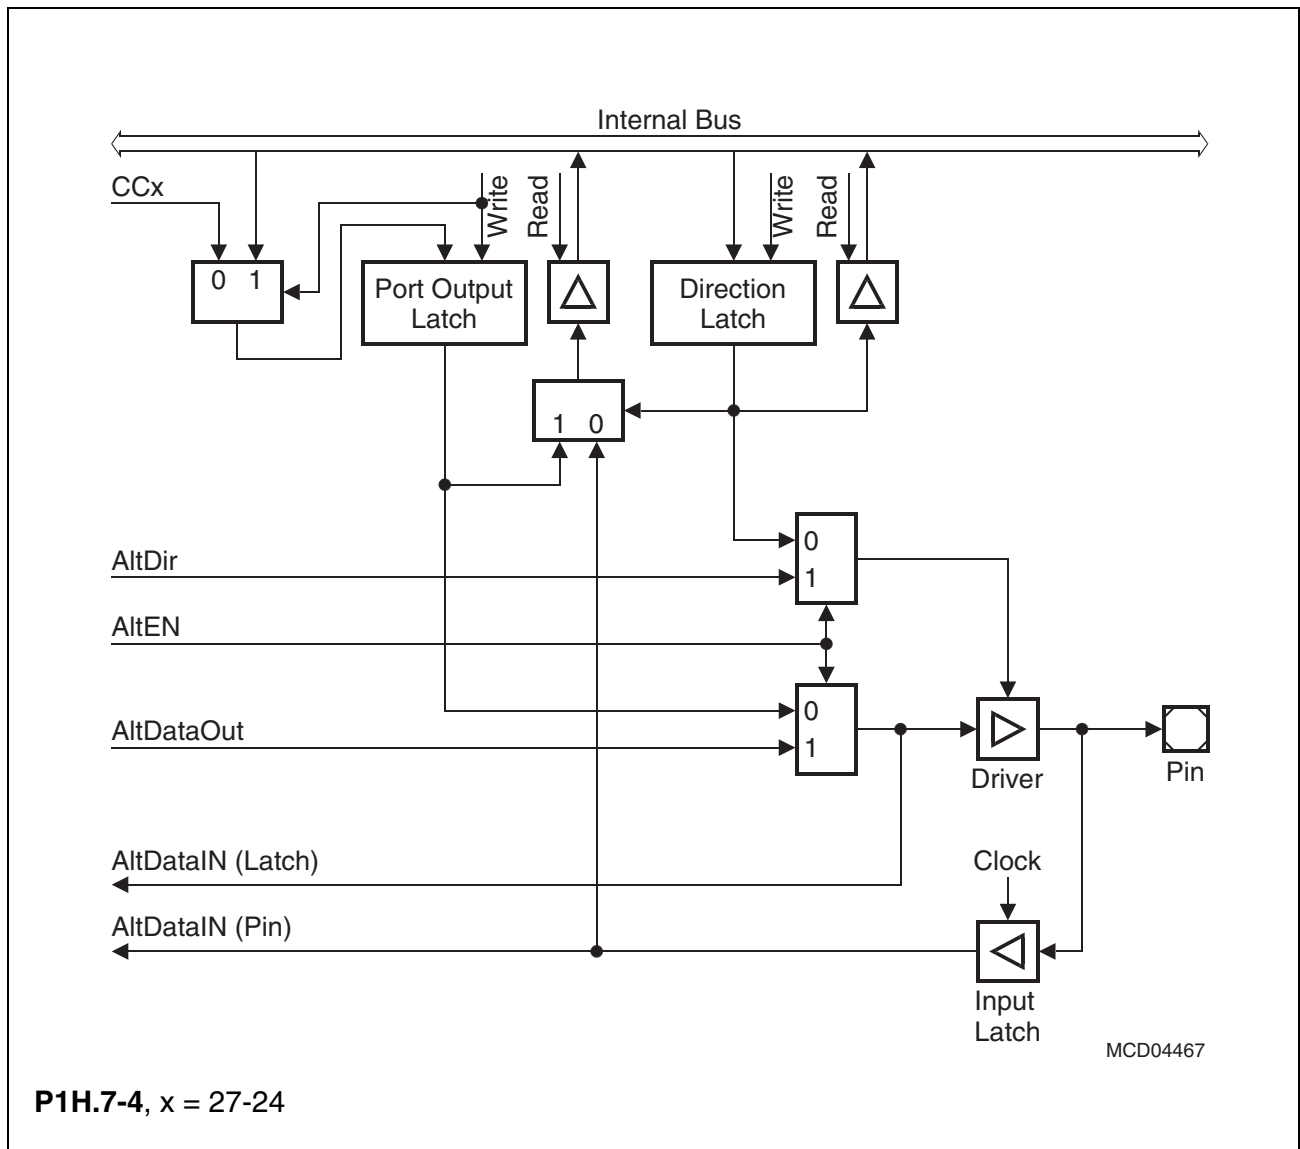 Internal Bus
CCx
Write
Read
Write
Read
0 1
Port Output
Latch
Direction
Latch
1 0
0
1
AltDir
AltEN
0
1
AltDataOut
Driver
Pin
AltDataIN (Latch)
Clock
AltDataIN (Pin)
Input
Latch
MCD04467
P1H.7-4, x = 27-24